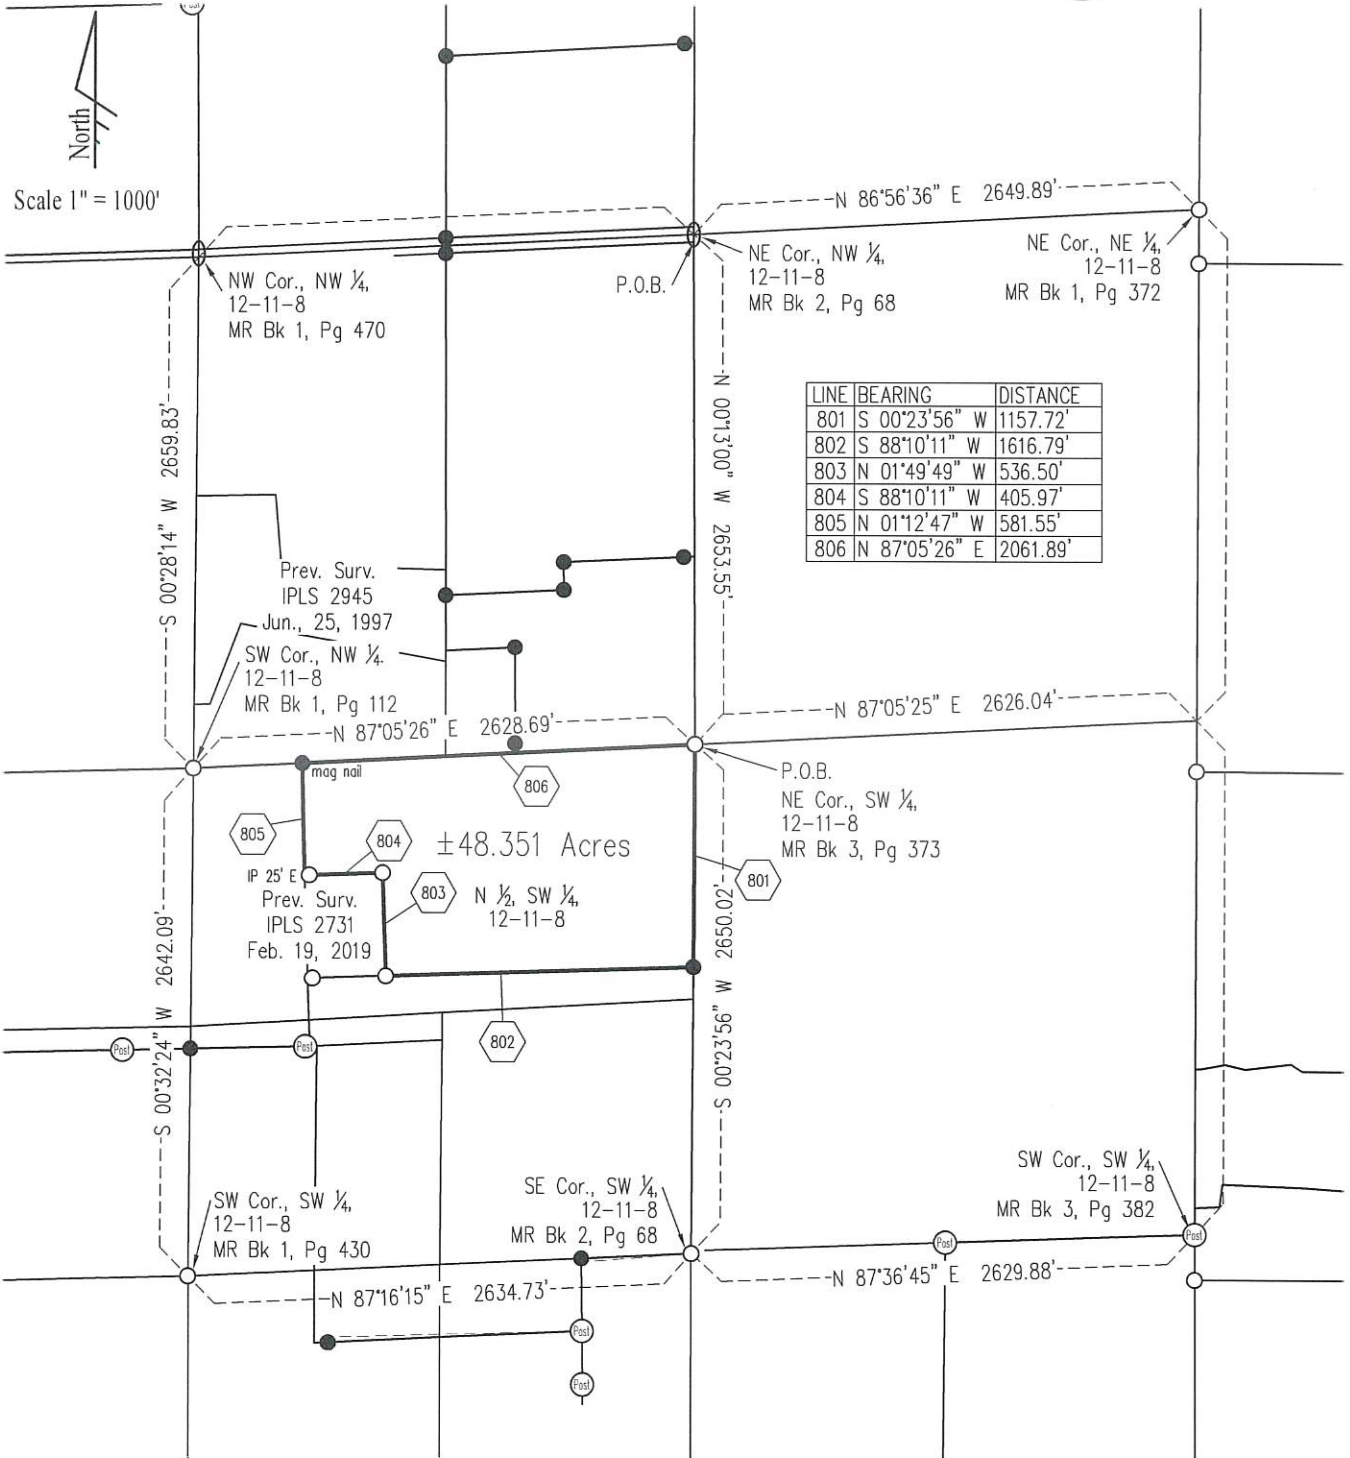 Post
North
Scale 1" = 1000'
N 86°56'36" E 2649.89'
NW Cor., NW ¼,
12-11-8
MR Bk 1, Pg 470
P.O.B.
NE Cor., NW ¼,
12-11-8
MR Bk 2, Pg 68
NE Cor., NE ¼,
12-11-8
MR Bk 1, Pg 372
S 00°28'14" W 2659.83'
N 00°13'00" W 2653.55'
LINE BEARING DISTANCE
801 S 00°23'56" W 1157.72'
802 S 88°10'11" W 1616.79'
803 N 01°49'49" W 536.50'
804 S 88°10'11" W 405.97'
805 N 01°12'47" W 581.55'
806 N 87°05'26" E 2061.89'
Prev. Surv.
IPLS 2945
Jun., 25, 1997
SW Cor., NW ¼.
12-11-8
MR Bk 1, Pg 112
N 87°05'26" E 2628.69'
N 87°05'25" E 2626.04'
mag nail
806
P.O.B.
NE Cor., SW ¼,
12-11-8
MR Bk 3, Pg 373
805
804
±48.351 Acres
801
IP 25' E
803
N ½, SW ¼,
12-11-8
Prev. Surv.
IPLS 2731
Feb. 19, 2019
S 00°32'24" W 2642.09'
S 00°23'56" W 2650.02'
802
Post
Post
SW Cor., SW ¼,
12-11-8
MR Bk 1, Pg 430
SE Cor., SW ¼,
12-11-8
MR Bk 2, Pg 68
SW Cor., SW ¼,
12-11-8
MR Bk 3, Pg 382
Post
Post
N 87°16'15" E 2634.73'
N 87°36'45" E 2629.88'
Post
Post